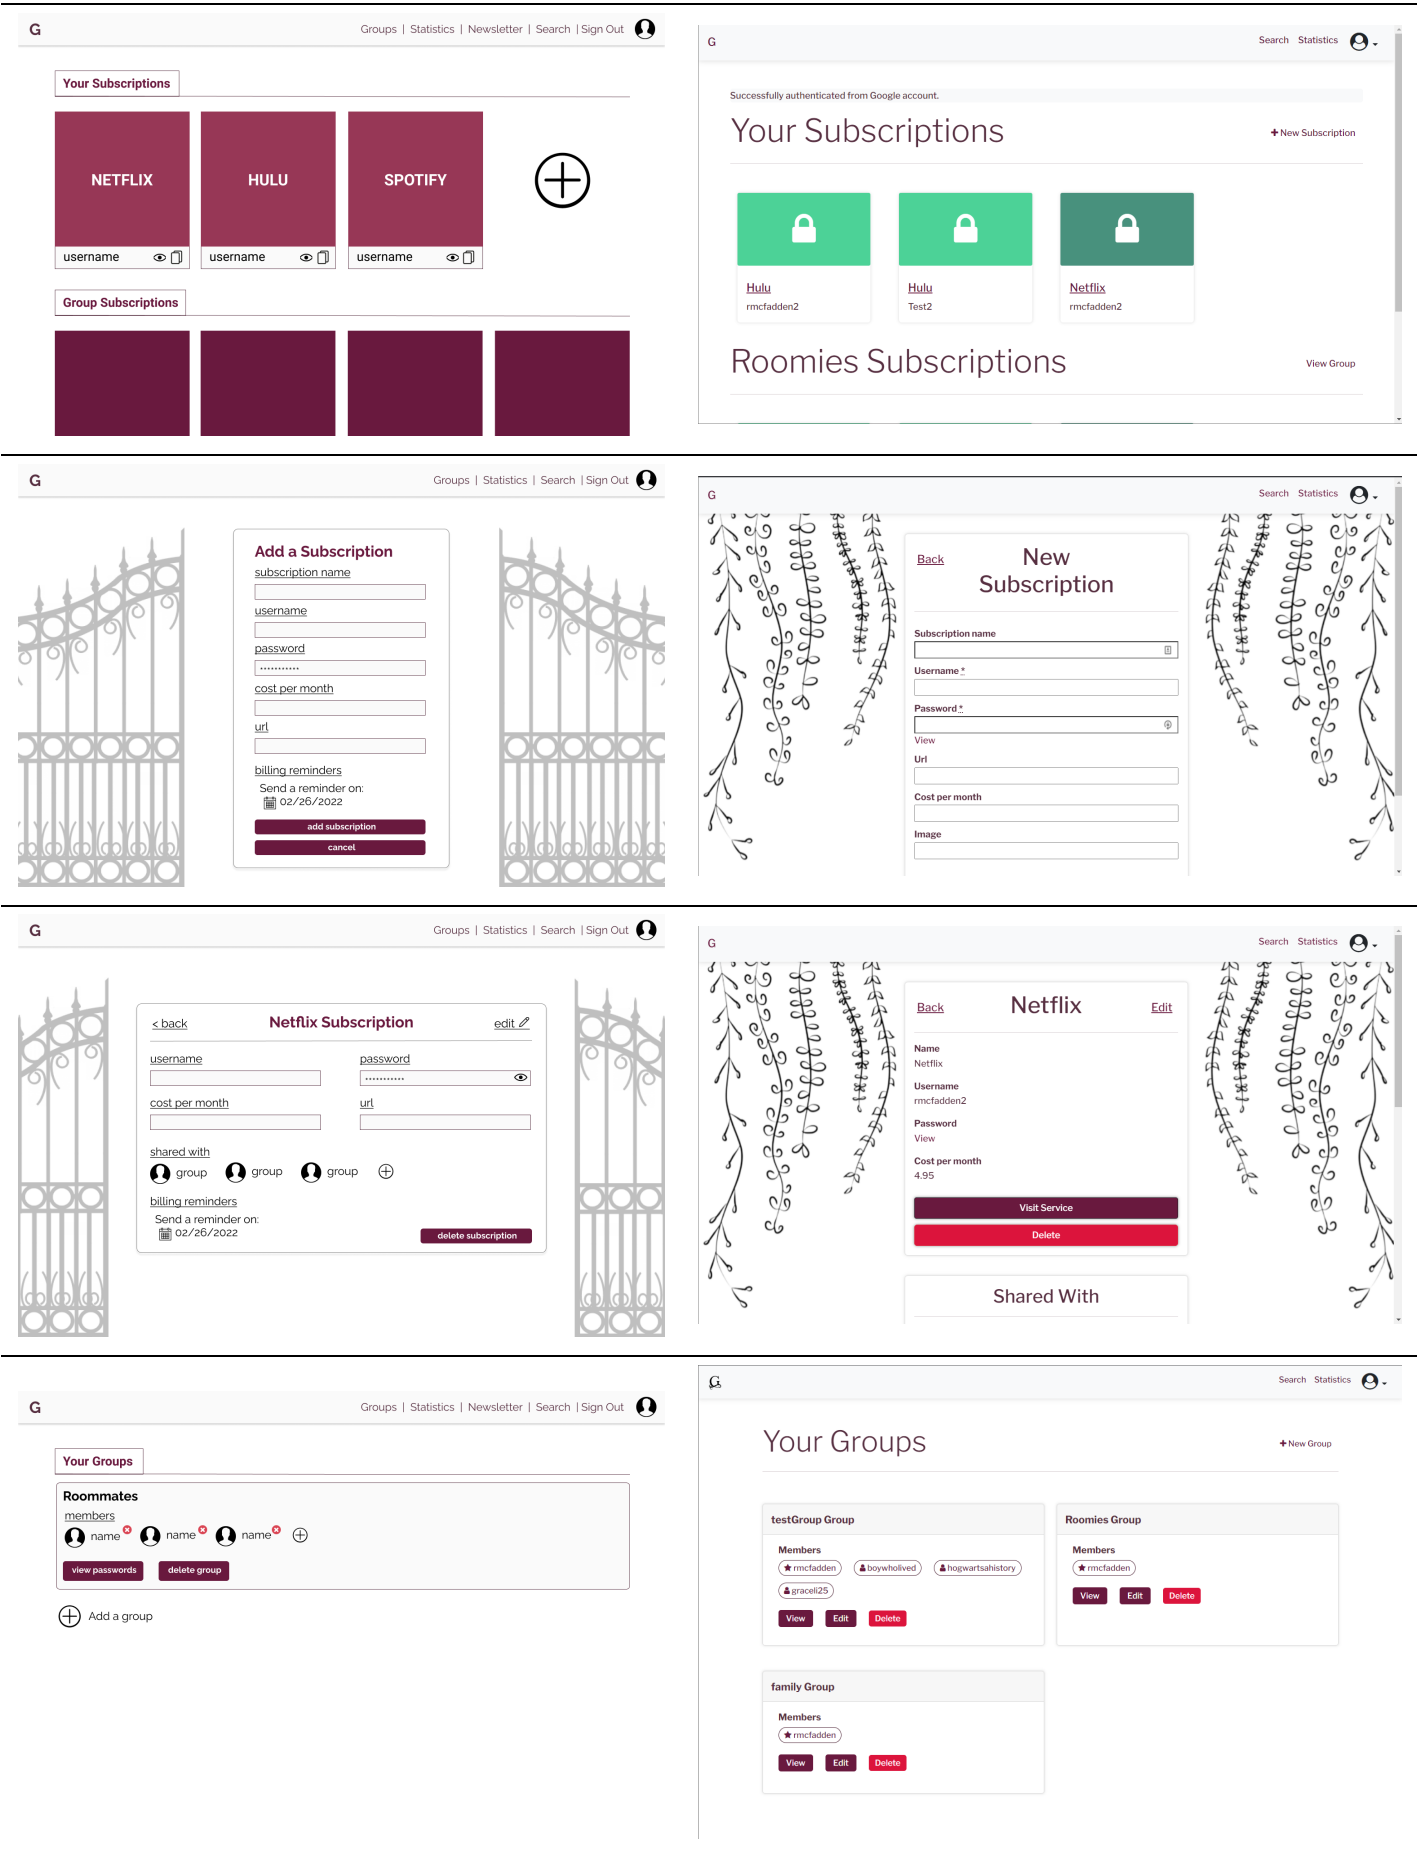 G
Groups | Statistics | Newsletter | Search | Sign Out
Your Subscriptions
NETFLIX
HULU
SPOTIFY
username
username
username
Group Subscriptions
G
Search Statistics
Successfully authenticated from Google account.
Your Subscriptions
+ New Subscription
Hulu
rmcfadden2
Hulu
Test2
Netflix
rmcfadden2
Roomies Subscriptions
View Group
G
Groups | Statistics | Search | Sign Out
Add a Subscription
subscription name
username
password
***********
cost per month
url
billing reminders
Send a reminder on:
02/26/2022
add subscription
cancel
G
Search Statistics
Back
New
Subscription
Subscription name
Username *
Password *
View
Url
Cost per month
Image
G
Groups | Statistics | Search | Sign Out
< back
Netflix Subscription
edit
username
password
***********
cost per month
url
shared with
group
group
group
billing reminders
Send a reminder on:
02/26/2022
delete subscription
G
Search Statistics
Back
Netflix
Edit
Name
Netflix
Username
rmcfadden2
Password
View
Cost per month
4.95
Visit Service
Delete
Shared With
G
Groups | Statistics | Newsletter | Search | Sign Out
Your Groups
Roommates
members
name
name
name
view passwords
delete group
Add a group
G
Search Statistics
Your Groups
+ New Group
testGroup Group
Members
rmcfadden
boywholived
hogwartsahistory
graceli25
View
Edit
Delete
Roomies Group
Members
rmcfadden
View
Edit
Delete
family Group
Members
rmcfadden
View
Edit
Delete